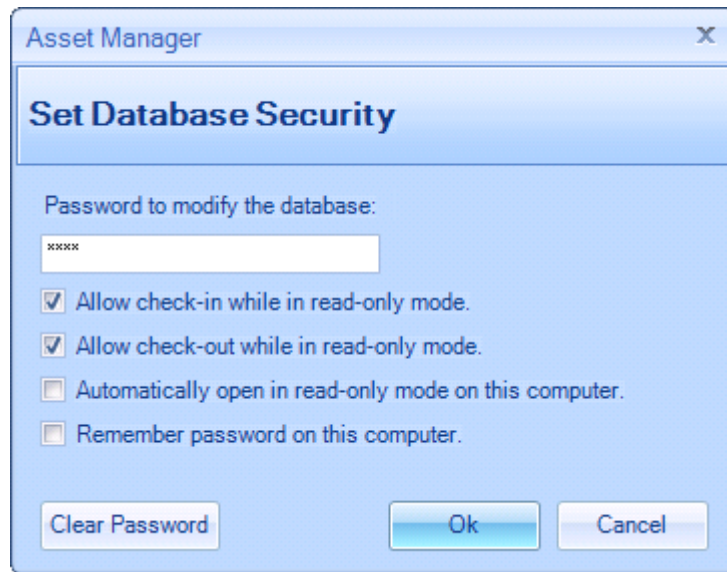 Asset Manager
Set Database Security
Password to modify the database:
****
Allow check-in while in read-only mode.
Allow check-out while in read-only mode.
Automatically open in read-only mode on this computer.
Remember password on this computer.
Clear Password Ok Cancel